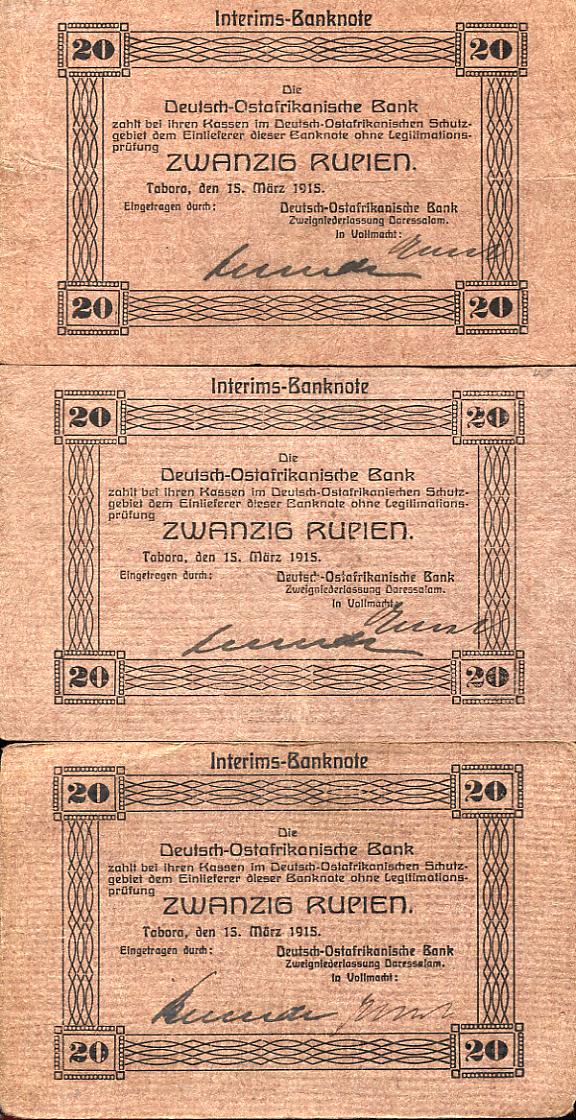 Interims-Banknote
20 20
Die
Deutsch-Ostafrikanische Bank
zahlt bei ihren Kassen im Deutsch-Ostafrikanischen Schutz-
gebiet dem Einlieferer dieser Banknote ohne Legitimations-
prüfung
ZWANZIG RUPIEN.
Tabora, den 15. März 1915.
Eingetragen durch: Deutsch-Ostafrikanische Bank
Zweigniederlassung Daressalam.
In Vollmacht:
20 20
Interims-Banknote
20 20
Die
Deutsch-Ostafrikanische Bank
zahlt bei ihren Kassen im Deutsch-Ostafrikanischen Schutz-
gebiet dem Einlieferer dieser Banknote ohne Legitimations-
prüfung
ZWANZIG RUPIEN.
Tabora, den 15. März 1915.
Eingetragen durch: Deutsch-Ostafrikanische Bank
Zweigniederlassung Daressalam.
In Vollmacht:
20 20
Interims-Banknote
20 20
Die
Deutsch-Ostafrikanische Bank
zahlt bei ihren Kassen im Deutsch-Ostafrikanischen Schutz-
gebiet dem Einlieferer dieser Banknote ohne Legitimations-
prüfung
ZWANZIG RUPIEN.
Tabora, den 15. März 1915.
Eingetragen durch: Deutsch-Ostafrikanische Bank
Zweigniederlassung Daressalam.
In Vollmacht:
20 20